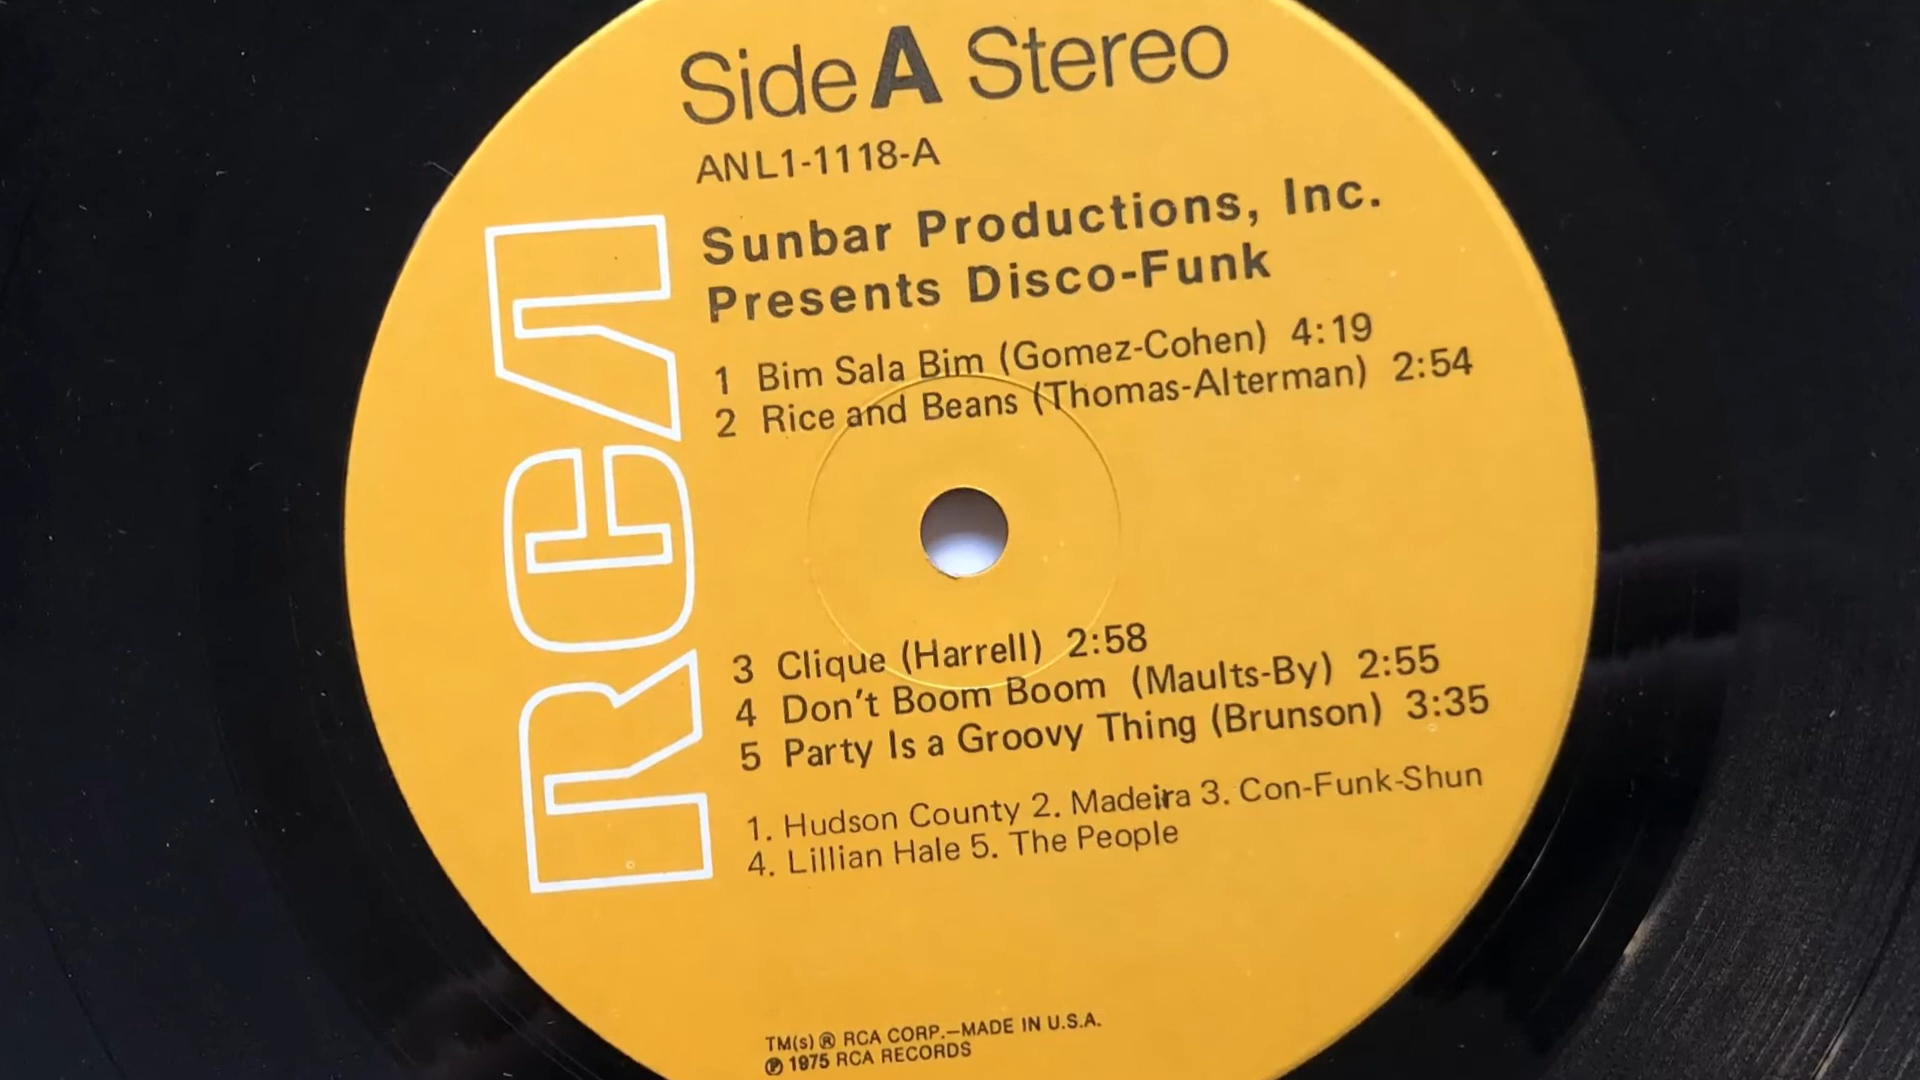 Side A Stereo
ANL1-1118-A
Sunbar Productions, Inc.
Presents Disco-Funk
1 Bim Sala Bim (Gomez-Cohen) 4:19
2 Rice and Beans (Thomas-Alterman) 2:54
RCA
3 Clique (Harrell) 2:58
4 Don't Boom Boom (Maults-By) 2:55
5 Party Is a Groovy Thing (Brunson) 3:35
1. Hudson County 2. Madeira 3. Con-Funk-Shun
4. Lillian Hale 5. The People
TM(s) ® RCA CORP.—MADE IN U.S.A.
℗ 1975 RCA RECORDS